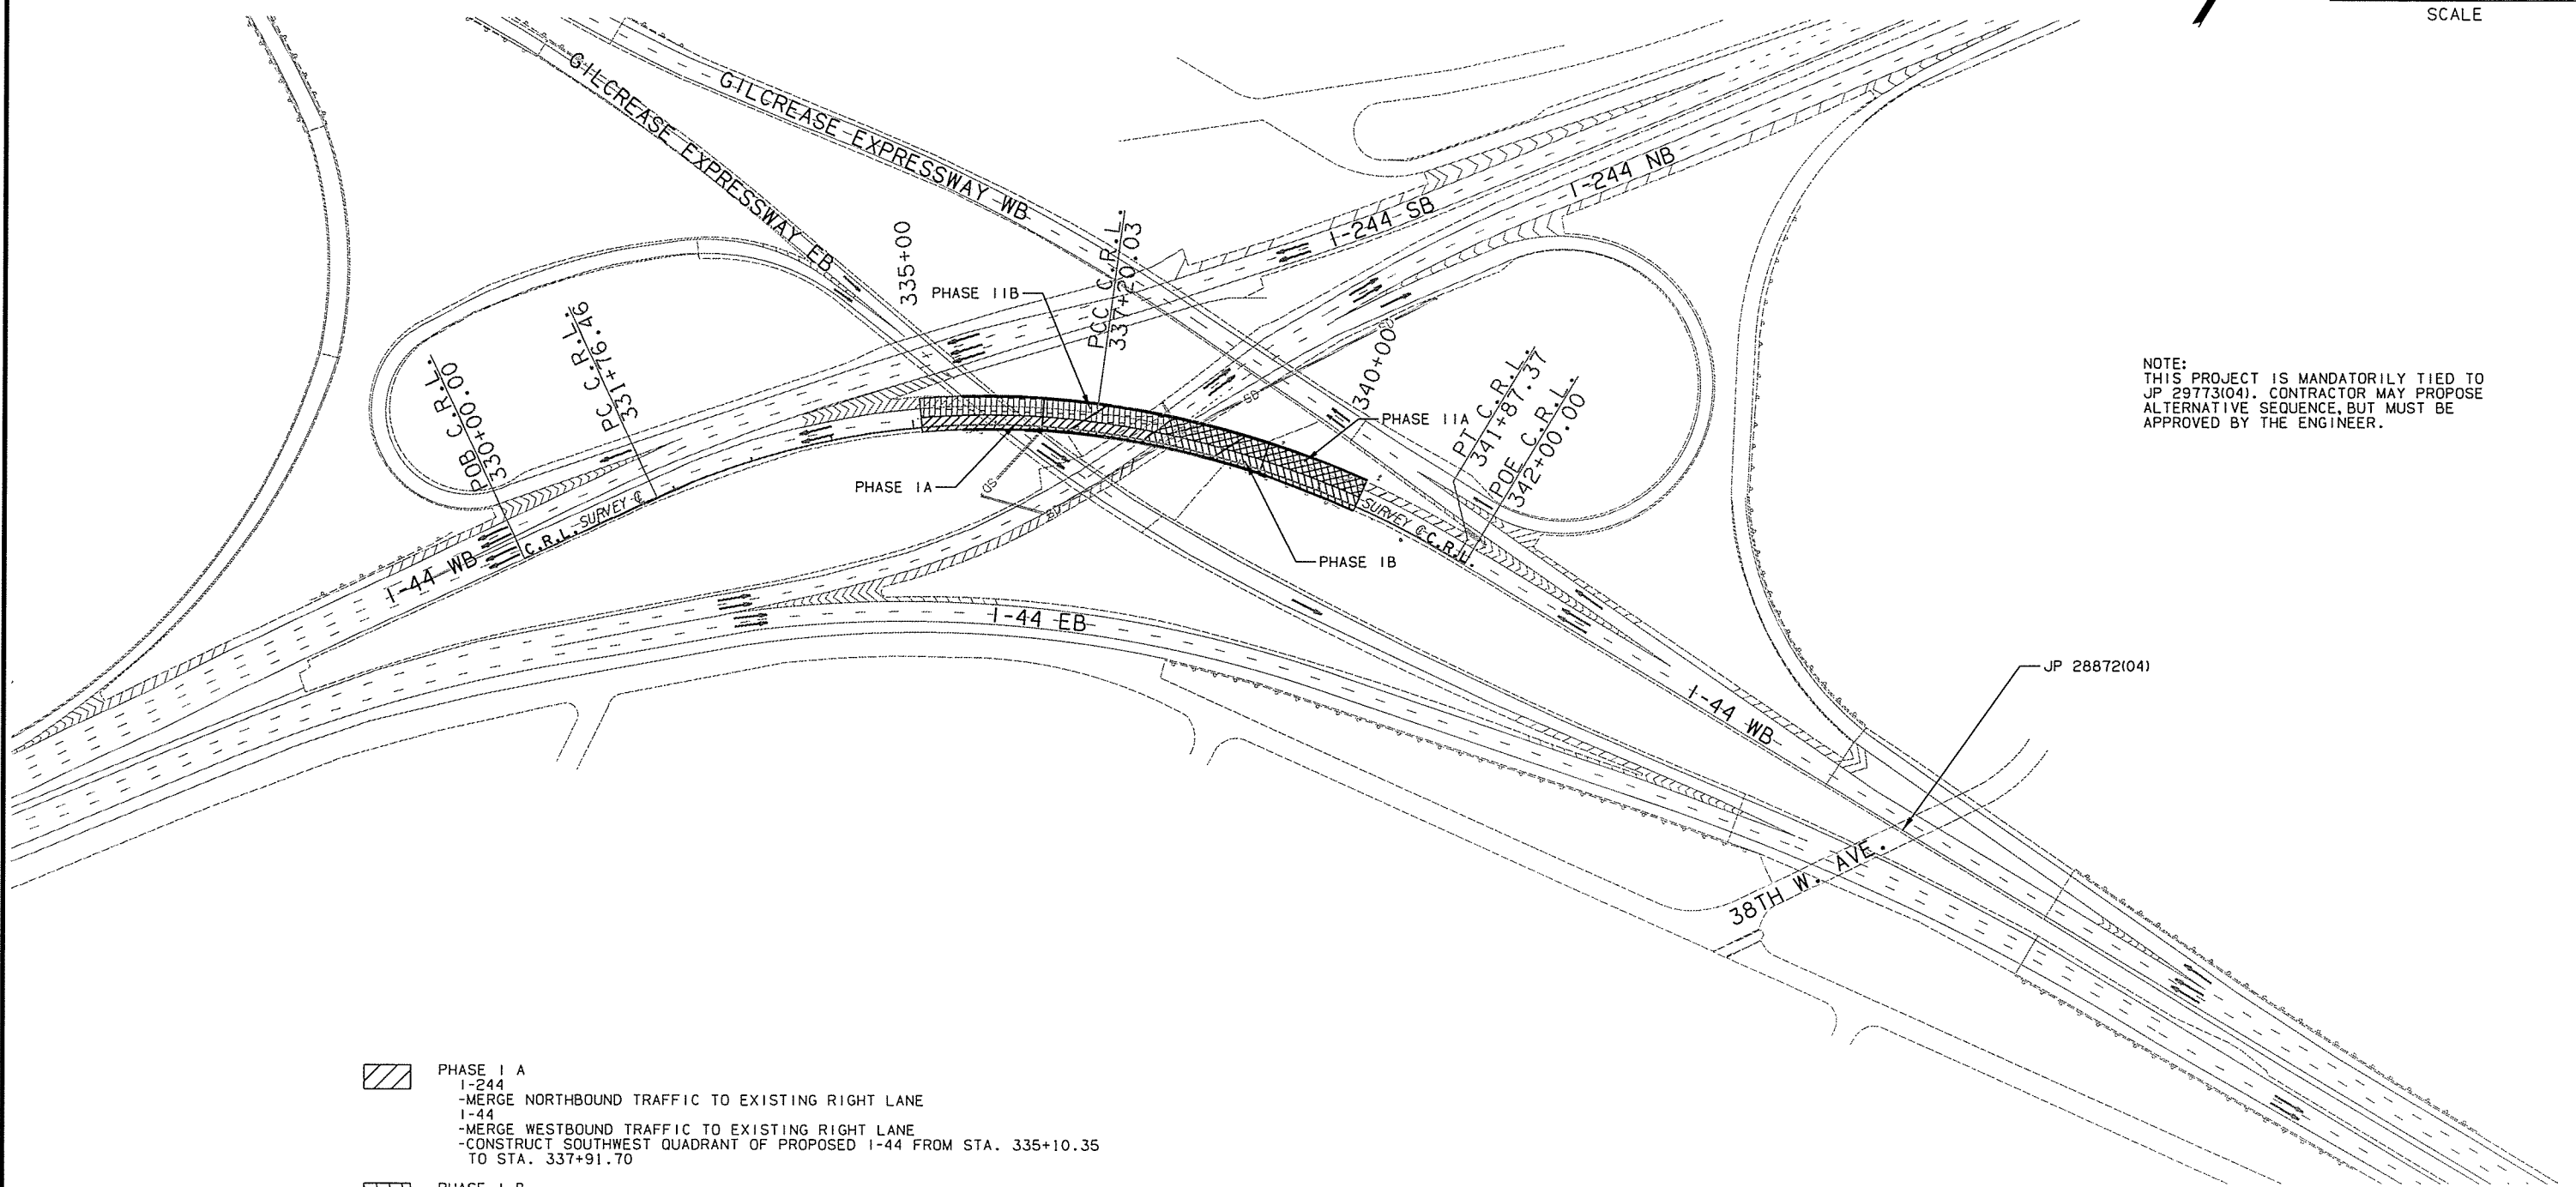 SCALE
GILCREASE EXPRESSWAY EB
GILCREASE EXPRESSWAY WB
I-244 NB
I-244 SB
335+00
PHASE IIB
PCC C.R.L.
337+20.03
POB C.R.L.
330+00.00
PC C.R.L.
331+76.46
340+00
PHASE IIA
PT C.R.L.
341+87.37
POE C.R.L.
342+00.00
NOTE:
THIS PROJECT IS MANDATORILY TIED TO
JP 29773(04). CONTRACTOR MAY PROPOSE
ALTERNATIVE SEQUENCE, BUT MUST BE
APPROVED BY THE ENGINEER.
SD
PHASE IA
SD
SD
SURVEY ℄ C.R.L.
C.R.L. SURVEY ℄
PHASE IB
I-44 WB
I-44 EB
JP 28872(04)
I-44 WB
38TH W. AVE.
PHASE I A
I-244
-MERGE NORTHBOUND TRAFFIC TO EXISTING RIGHT LANE
I-44
-MERGE WESTBOUND TRAFFIC TO EXISTING RIGHT LANE
-CONSTRUCT SOUTHWEST QUADRANT OF PROPOSED I-44 FROM STA. 335+10.35
TO STA. 337+91.70
PHASE I B